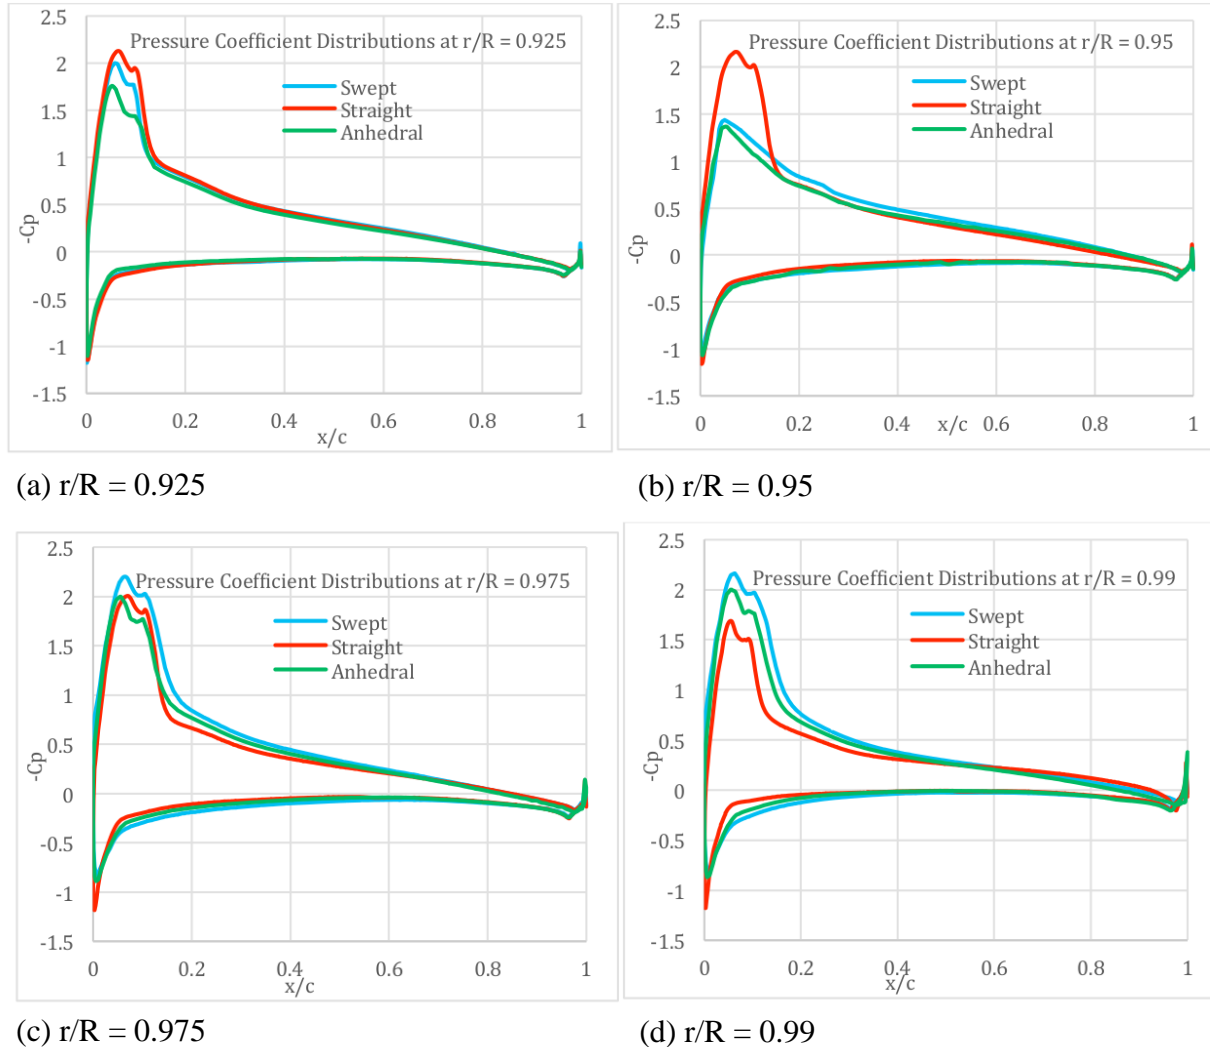 Pressure Coefficient Distributions at r/R = 0.925
Swept
Straight
Anhedral
2.5
2
1.5
1
0.5
0
-0.5
-1
-1.5
-Cp
0
0.2
0.4
0.6
0.8
1
x/c
(a) r/R = 0.925
Pressure Coefficient Distributions at r/R = 0.95
Swept
Straight
Anhedral
2.5
2
1.5
1
0.5
0
-0.5
-1
-1.5
-Cp
0
0.2
0.4
x/c
0.6
0.8
1
(b) r/R = 0.95
Pressure Coefficient Distributions at r/R = 0.975
Swept
Straight
Anhedral
2.5
2
1.5
1
0.5
0
-0.5
-1
-1.5
-Cp
0
0.2
0.4
0.6
0.8
1
x/c
(c) r/R = 0.975
Pressure Coefficient Distributions at r/R = 0.99
Swept
Straight
Anhedral
2.5
2
1.5
1
0.5
0
-0.5
-1
-1.5
-Cp
0
0.2
0.4
0.6
0.8
1
x/c
(d) r/R = 0.99